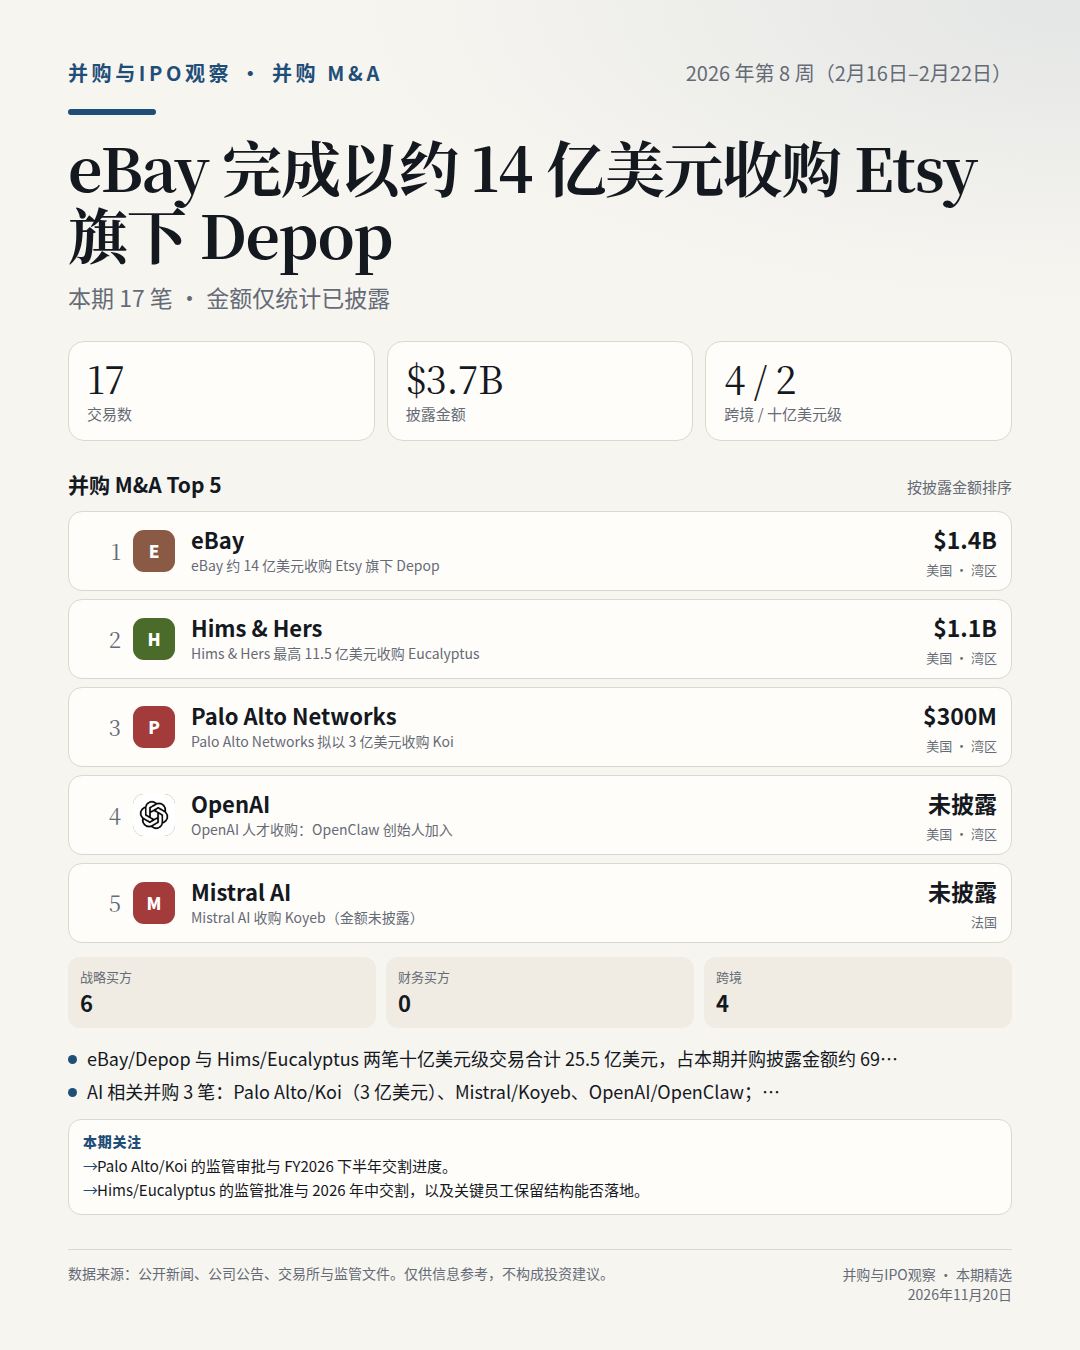 并购与IPO观察 • 并购 M&A
2026 年第 8 周（2月16日–2月22日）
eBay 完成以约 14 亿美元收购 Etsy
旗下 Depop
本期 17 笔 • 金额仅统计已披露
17
交易数
$3.7B
披露金额
4 / 2
跨境 / 十亿美元级
并购 M&A Top 5
按披露金额排序
1
E
eBay
eBay 约 14 亿美元收购 Etsy 旗下 Depop
$1.4B
美国 • 湾区
2
H
Hims & Hers
Hims & Hers 最高 11.5 亿美元收购 Eucalyptus
$1.1B
美国 • 湾区
3
P
Palo Alto Networks
Palo Alto Networks 拟以 3 亿美元收购 Koi
$300M
美国 • 湾区
4
OpenAI
OpenAI 人才收购：OpenClaw 创始人加入
未披露
美国 • 湾区
5
M
Mistral AI
Mistral AI 收购 Koyeb（金额未披露）
未披露
法国
战略买方
6
财务买方
0
跨境
4
• eBay/Depop 与 Hims/Eucalyptus 两笔十亿美元级交易合计 25.5 亿美元，占本期并购披露金额约 69…
• AI 相关并购 3 笔：Palo Alto/Koi（3 亿美元）、Mistral/Koyeb、OpenAI/OpenClaw；…
本期关注
→Palo Alto/Koi 的监管审批与 FY2026 下半年交割进度。
→Hims/Eucalyptus 的监管批准与 2026 年中交割，以及关键员工保留结构能否落地。
数据来源：公开新闻、公司公告、交易所与监管文件。仅供信息参考，不构成投资建议。
并购与IPO观察 • 本期精选
2026年11月20日